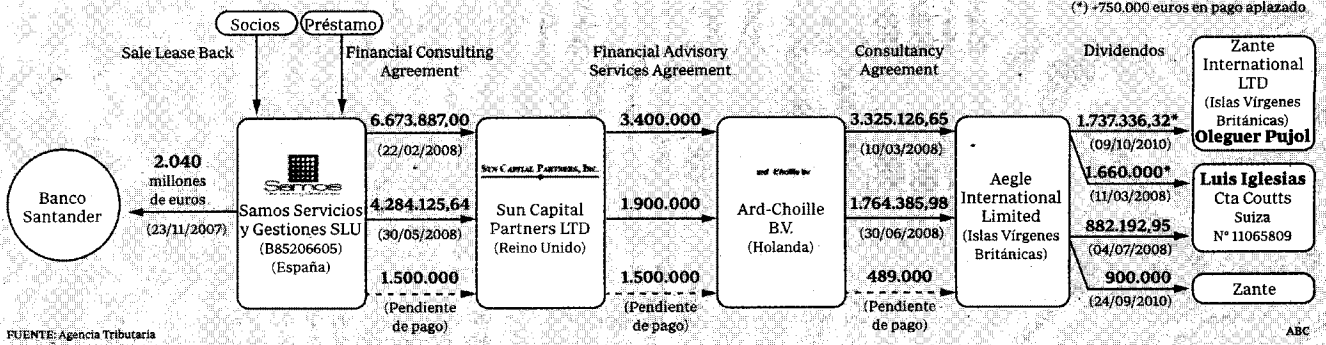 (*) +750.000 euros en pago aplazado
Socios
Préstamo
Sale Lease Back
Financial Consulting
Agreement
Financial Advisory
Services Agreement
Consultancy
Agreement
Dividendos
Banco
Santander
2.040
millones
de euros
(23/11/2007)
Samos
Samos Servicios
y Gestiones SLU
(B85206605)
(España)
6.673.887,00
(22/02/2008)
4.284.125,64
(30/05/2008)
1.500.000
(Pendiente
de pago)
SUN CAPITAL PARTNERS, INC.
Sun Capital
Partners LTD
(Reino Unido)
3.400.000
1.900.000
1.500.000
(Pendiente
de pago)
Ard-Choille
B.V.
(Holanda)
3.325.126,65
(10/03/2008)
1.764.385,98
(30/06/2008)
489.000
(Pendiente
de pago)
Aegle
International
Limited
(Islas Vírgenes
Británicas)
1.737.336,32*
(09/10/2010)
1.660.000*
(11/03/2008)
882.192,95
(04/07/2008)
900.000
(24/09/2010)
Zante
International
LTD
(Islas Vírgenes
Británicas)
Oleguer Pujol
Luis Iglesias
Cta Coutts
Suiza
Nº 11065809
Zante
FUENTE: Agencia Tributaria
ABC